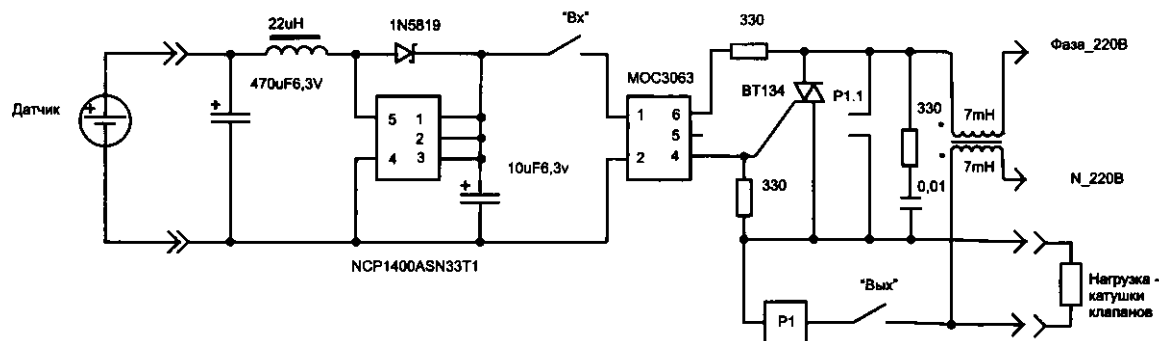 22uH
1N5819
"Вх"
330
Фаза_220В
470uF6,3V
MOC3063
BT134
P1.1
Датчик
+
+
330
7mH
*
*
7mH
5
1
2
4
3
1
2
6
5
4
10uF6,3v
+
330
0,01
N_220В
NCP1400ASN33T1
"Вых"
P1
Нагрузка -
катушки
клапанов